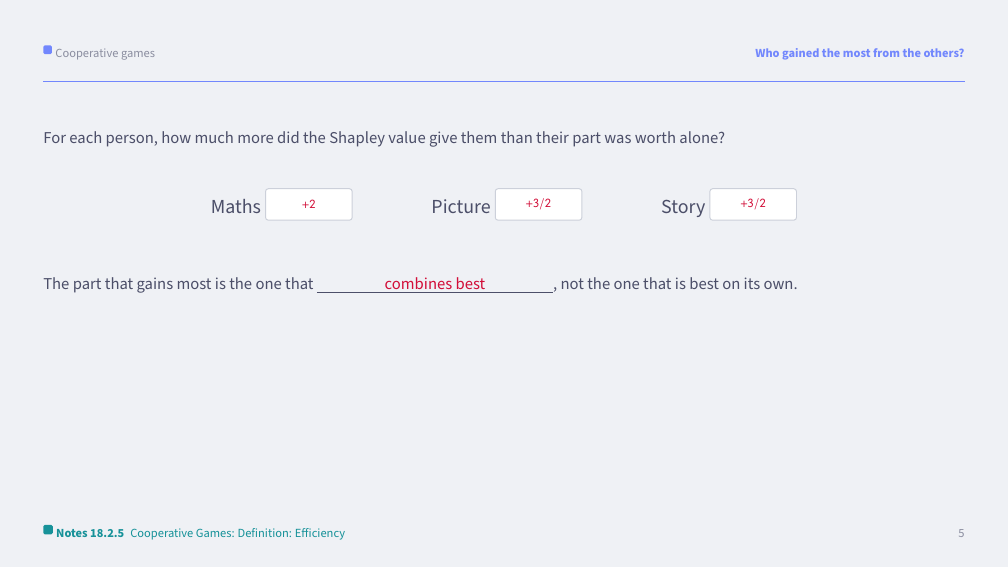 Cooperative games
Who gained the most from the others?
For each person, how much more did the Shapley value give them than their part was worth alone?
Maths +2 Picture +3/2 Story +3/2
The part that gains most is the one that combines best, not the one that is best on its own.
Notes 18.2.5 Cooperative Games: Definition: Efficiency
5